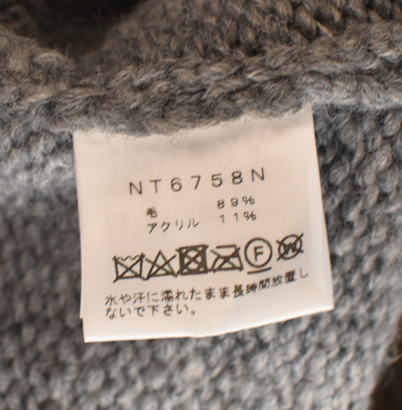 NT6758N
毛 89%
アクリル 11%
F W
水や汗に濡れたまま長時間放置し
ないで下さい。